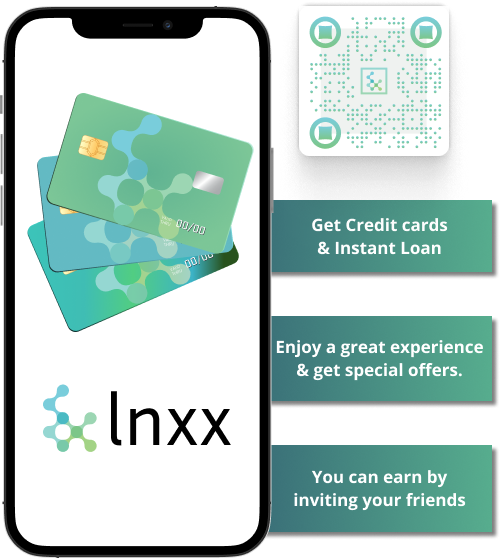 Get Credit cards
& Instant Loan
00/00
00/00
Enjoy a great experience
& get special offers.
lnxx
You can earn by
inviting your friends